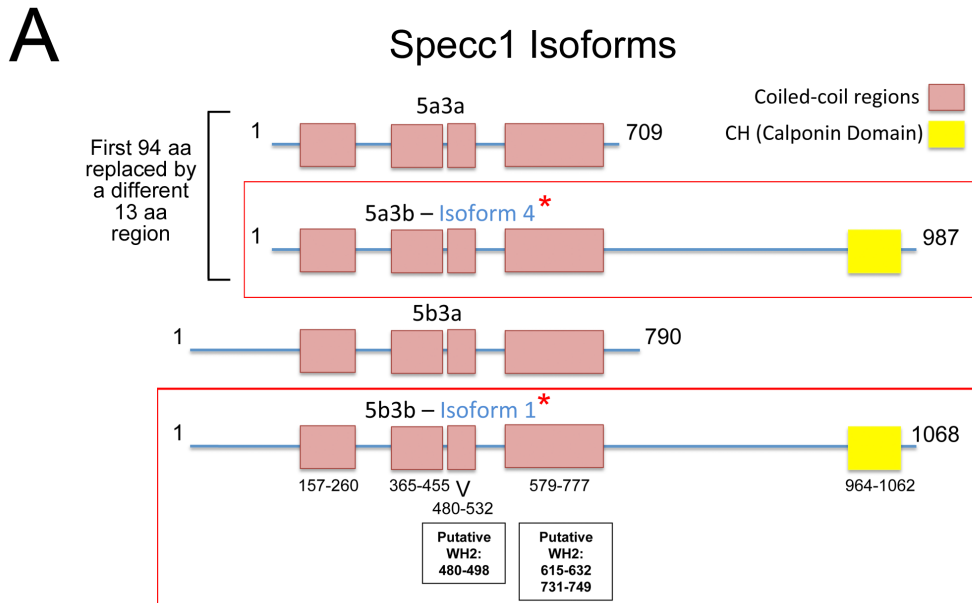 A
Specc1 Isoforms
Coiled-coil regions
CH (Calponin Domain)
First 94 aa
replaced by
a different
13 aa
region
5a3a
1
709
5a3b – Isoform 4*
1
987
5b3a
1
790
5b3b – Isoform 1*
1
1068
157-260
365-455
V
480-532
579-777
964-1062
Putative
WH2:
480-498
Putative
WH2:
615-632
731-749